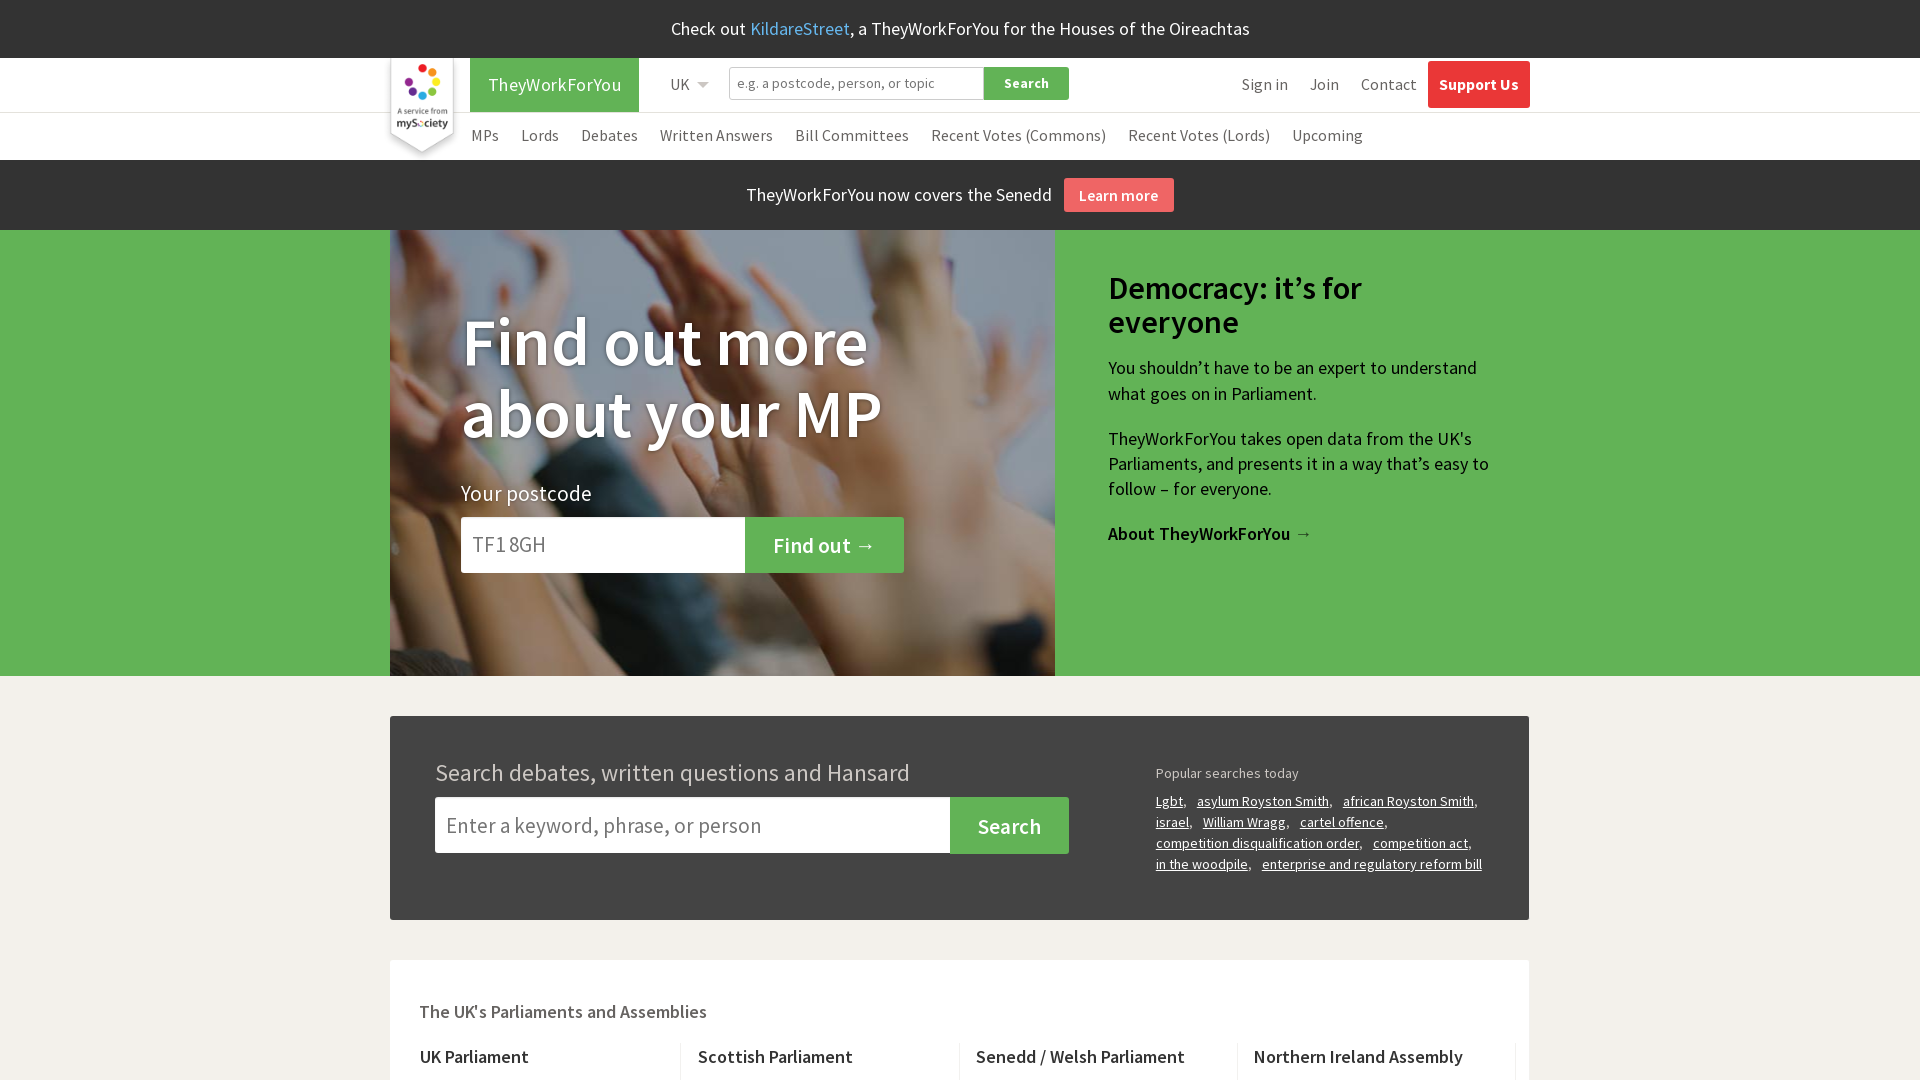 Check out KildareStreet, a TheyWorkForYou for the Houses of the Oireachtas
A service from
mySociety
TheyWorkForYou
UK
e.g. a postcode, person, or topic
Search
Sign in
Join
Contact
Support Us
MPs
Lords
Debates
Written Answers
Bill Committees
Recent Votes (Commons)
Recent Votes (Lords)
Upcoming
TheyWorkForYou now covers the Senedd
Learn more
Find out more
about your MP
Your postcode
TF1 8GH
Find out →
Democracy: it’s for
everyone
You shouldn’t have to be an expert to understand
what goes on in Parliament.
TheyWorkForYou takes open data from the UK's
Parliaments, and presents it in a way that’s easy to
follow – for everyone.
About TheyWorkForYou →
Search debates, written questions and Hansard
Enter a keyword, phrase, or person
Search
Popular searches today
Lgbt, asylum Royston Smith, african Royston Smith,
israel, William Wragg, cartel offence,
competition disqualification order, competition act,
in the woodpile, enterprise and regulatory reform bill
The UK's Parliaments and Assemblies
UK Parliament
Scottish Parliament
Senedd / Welsh Parliament
Northern Ireland Assembly